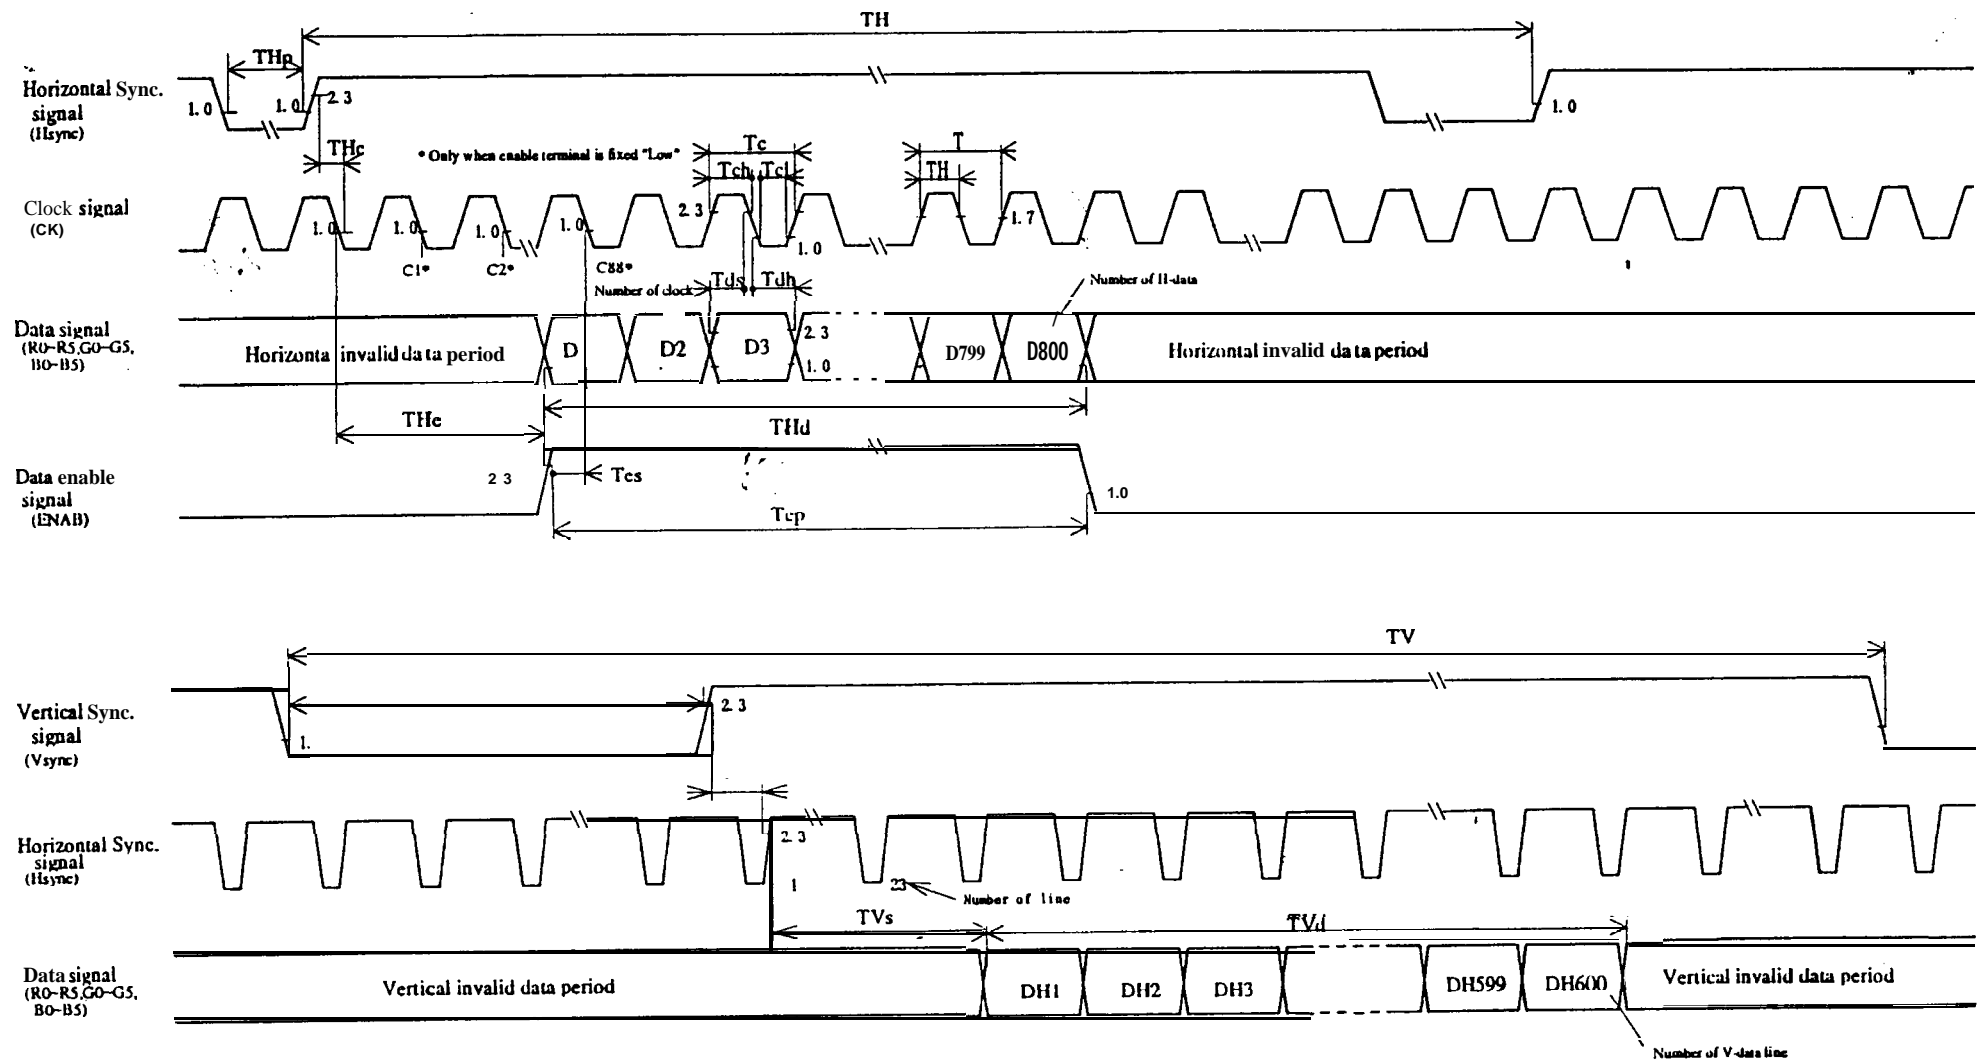 TH
THp
Horizontal Sync.
signal
(Hsync)
1. 0
1. 0
2 3
1. 0
THc
* Only when enable terminal is fixed "Low"
Tc
Tch
Tcl
T
TH
Clock signal
(CK)
1. 0
1. 0
1. 0
1. 0
2. 3
1. 0
1. 7
C1*
C2*
C88*
Number of clock
Tds
Tdh
Number of H-data
Data signal
(R0~R5,G0~G5,
B0~B5)
Horizonta invalid data period
D
D2
D3
2. 3
1. 0
D799
D800
Horizontal invalid data period
THe
THd
Data enable
signal
(ENAB)
2 3
Tes
1.0
Tep
TV
Vertical Sync.
signal
(Vsync)
1.
2. 3
Horizontal Sync.
signal
(Hsync)
2. 3
1
23
Number of line
TVs
TVd
Data signal
(R0~R5,G0~G5,
B0~B5)
Vertical invalid data period
DH1
DH2
DH3
DH599
DH600
Vertical invalid data period
Number of V-data line